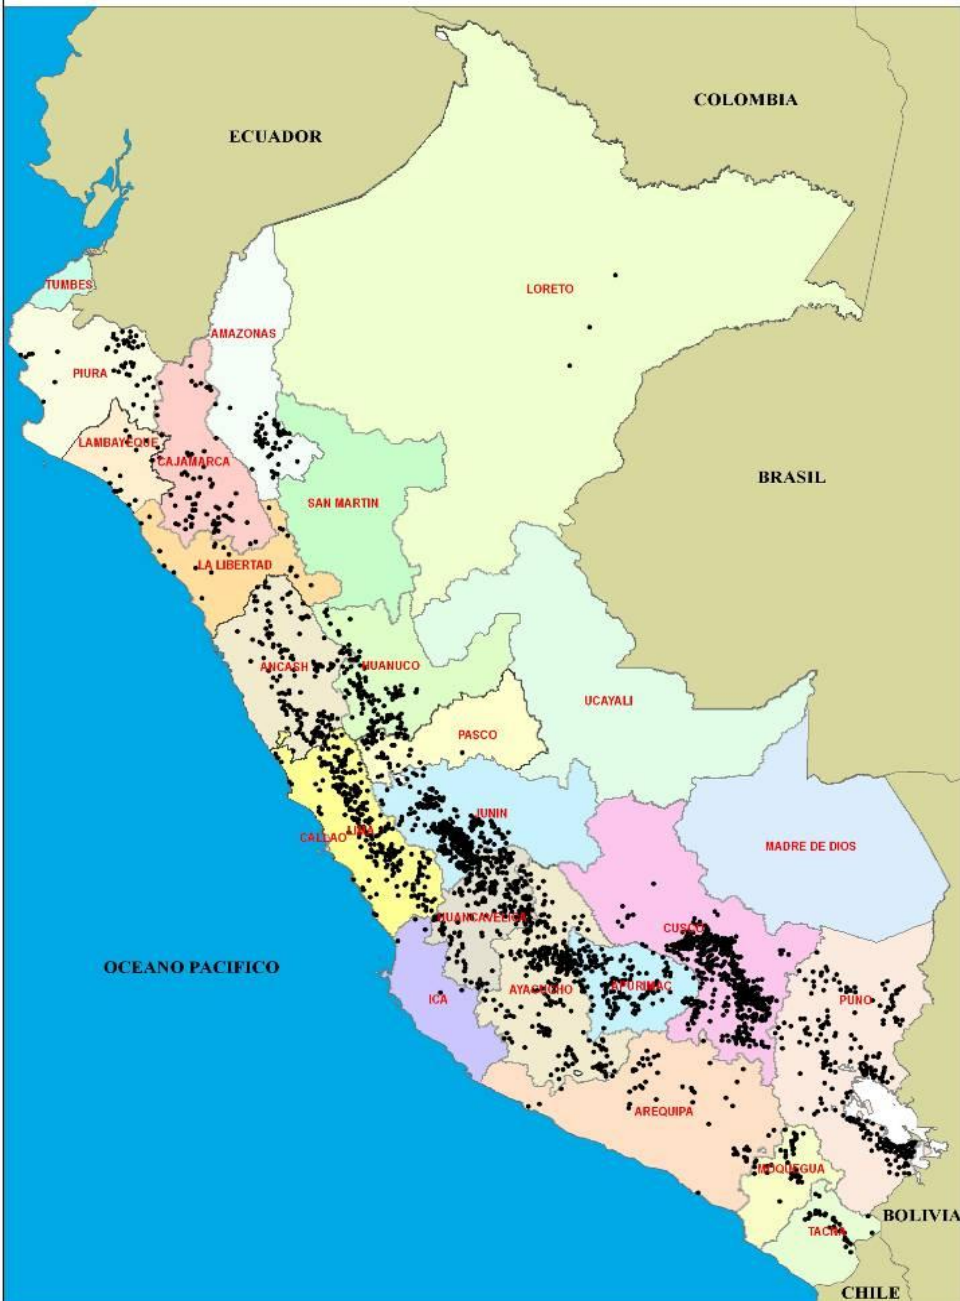 COLOMBIA
ECUADOR
TUMBES
LORETO
AMAZONAS
PIURA
LAMBAYEQUE
CAJAMARCA
BRASIL
SAN MARTIN
LA LIBERTAD
ANCASH
HUANUCO
UCAYALI
PASCO
JUNIN
CALLAO
LIMA
MADRE DE DIOS
HUANCAVELICA
CUSCO
OCEANO PACIFICO
AYACUCHO
APURIMAC
ICA
PUNO
AREQUIPA
MOQUEGUA
BOLIVIA
TACNA
CHILE